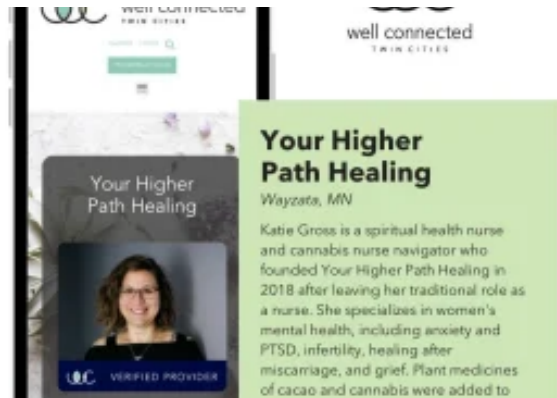 well connected
Your Higher
Path Healing
VERIFIED PROVIDER
well connected
TWIN CITIES
Your Higher
Path Healing
Wayzata, MN
Katie Gross is a spiritual health nurse
and cannabis nurse navigator who
founded Your Higher Path Healing in
2018 after leaving her traditional role as
a nurse. She specializes in women's
mental health, including anxiety and
PTSD, infertility, healing after
miscarriage, and grief. Plant medicines
of cacao and cannabis were added to